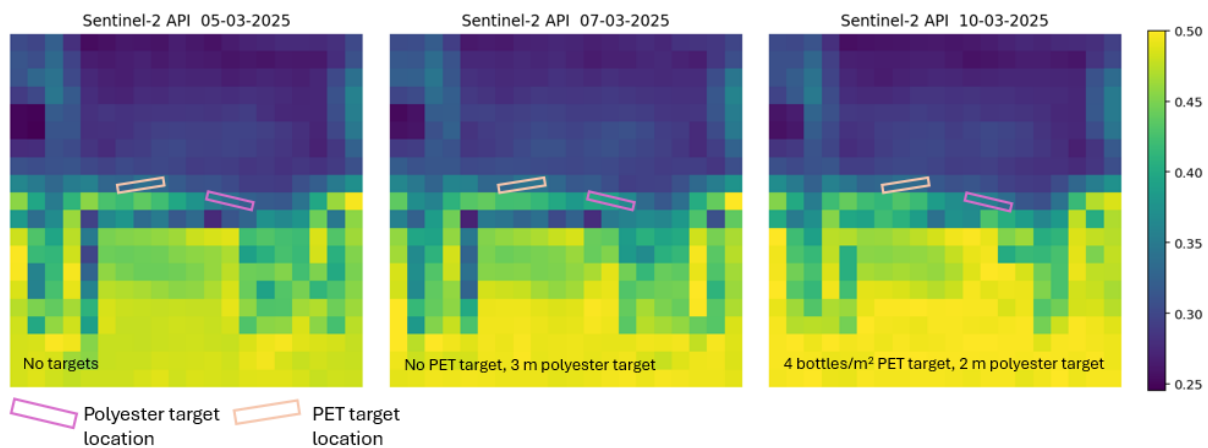 Sentinel-2 API  05-03-2025
Sentinel-2 API  07-03-2025
Sentinel-2 API  10-03-2025
No targets
No PET target, 3 m polyester target
4 bottles/m² PET target, 2 m polyester target
0.50
0.45
0.40
0.35
0.30
0.25
Polyester target
location
PET target
location